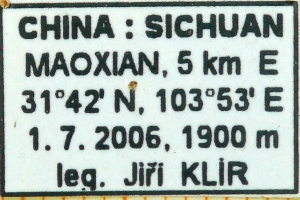 CHINA : SICHUAN
MAOXIAN, 5 km E
31°42' N, 103°53' E
1. 7. 2006, 1900 m
leg. Jiří KLÍR